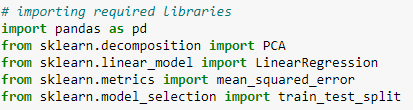 # importing required libraries
import pandas as pd
from sklearn.decomposition import PCA
from sklearn.linear_model import LinearRegression
from sklearn.metrics import mean_squared_error
from sklearn.model_selection import train_test_split